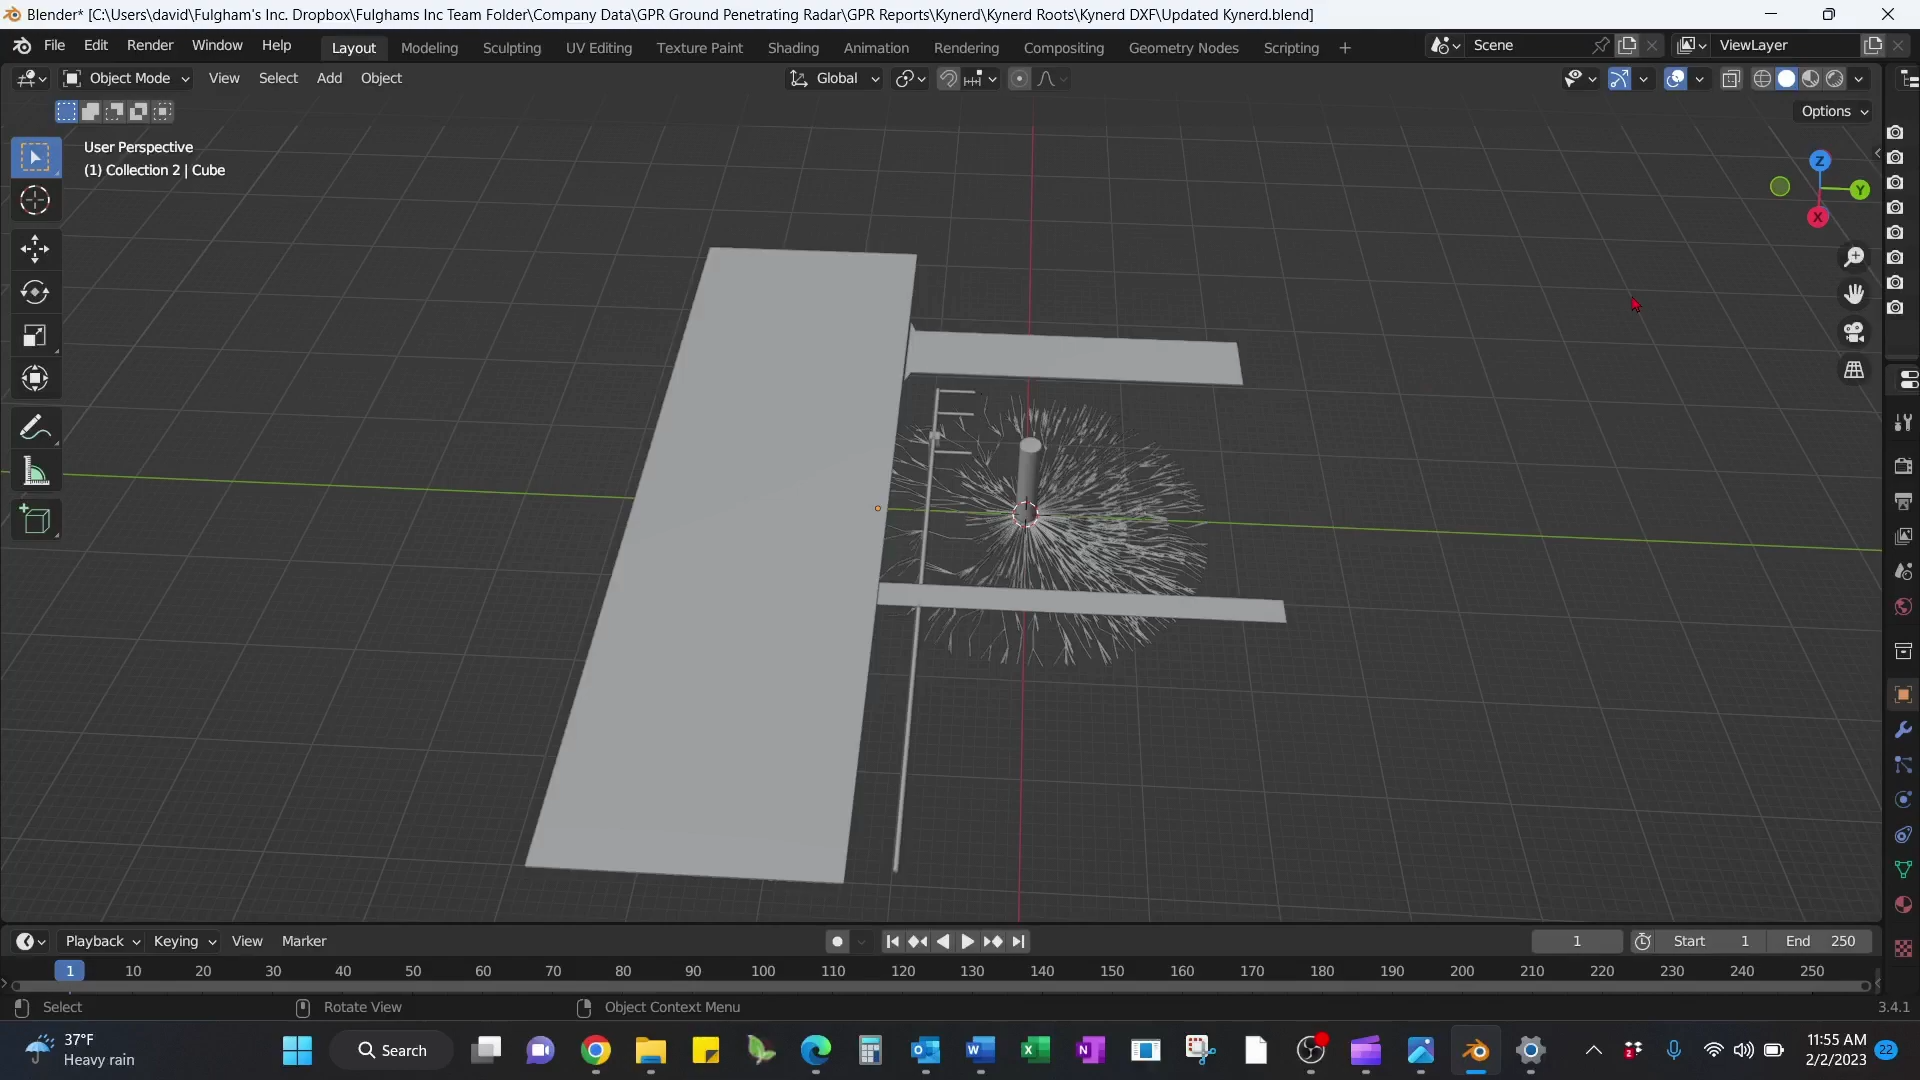 Blender* [C:\Users\david\Fulgham's Inc. Dropbox\Fulghams Inc Team Folder\Company Data\GPR Ground Penetrating Radar\GPR Reports\Kynerd\Kynerd Roots\Kynerd DXF\Updated Kynerd.blend]
File Edit Render Window Help Layout Modeling Sculpting UV Editing Texture Paint Shading Animation Rendering Compositing Geometry Nodes Scripting + Scene ViewLayer
Object Mode View Select Add Object Global
Options
User Perspective
(1) Collection 2 | Cube
Z
Y
X
Playback Keying View Marker 1 Start 1 End 250
1 10 20 30 40 50 60 70 80 90 100 110 120 130 140 150 160 170 180 190 200 210 220 230 240 250
Select Rotate View Object Context Menu 3.4.1
37°F
Heavy rain
Search
11:55 AM
2/2/2023
22